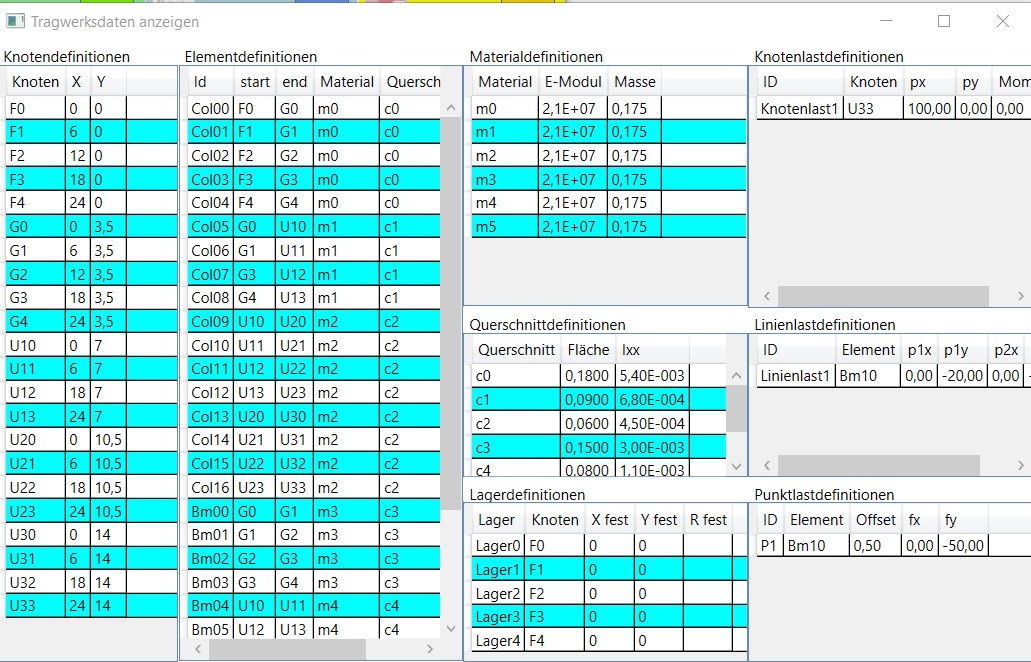 Tragwerksdaten anzeigen
Knotendefinitionen
Knoten X Y
F0 0 0
F1 6 0
F2 12 0
F3 18 0
F4 24 0
G0 0 3,5
G1 6 3,5
G2 12 3,5
G3 18 3,5
G4 24 3,5
U10 0 7
U11 6 7
U12 18 7
U13 24 7
U20 0 10,5
U21 6 10,5
U22 18 10,5
U23 24 10,5
U30 0 14
U31 6 14
U32 18 14
U33 24 14
Elementdefinitionen
Id start end Material Quersch
Col00 F0 G0 m0 c0
Col01 F1 G1 m0 c0
Col02 F2 G2 m0 c0
Col03 F3 G3 m0 c0
Col04 F4 G4 m0 c0
Col05 G0 U10 m1 c1
Col06 G1 U11 m1 c1
Col07 G3 U12 m1 c1
Col08 G4 U13 m1 c1
Col09 U10 U20 m2 c2
Col10 U11 U21 m2 c2
Col11 U12 U22 m2 c2
Col12 U13 U23 m2 c2
Col13 U20 U30 m2 c2
Col14 U21 U31 m2 c2
Col15 U22 U32 m2 c2
Col16 U23 U33 m2 c2
Bm00 G0 G1 m3 c3
Bm01 G1 G2 m3 c3
Bm02 G2 G3 m3 c3
Bm03 G3 G4 m3 c3
Bm04 U10 U11 m4 c4
Bm05 U12 U13 m4 c4
Materialdefinitionen
Material E-Modul Masse
m0 2,1E+07 0,175
m1 2,1E+07 0,175
m2 2,1E+07 0,175
m3 2,1E+07 0,175
m4 2,1E+07 0,175
m5 2,1E+07 0,175
Querschnittdefinitionen
Querschnitt Fläche Ixx
c0 0,1800 5,40E-003
c1 0,0900 6,80E-004
c2 0,0600 4,50E-004
c3 0,1500 3,00E-003
c4 0,0800 1,10E-003
Lagerdefinitionen
Lager Knoten X fest Y fest R fest
Lager0 F0 0 0
Lager1 F1 0 0
Lager2 F2 0 0
Lager3 F3 0 0
Lager4 F4 0 0
Knotenlastdefinitionen
ID Knoten px py Mom
Knotenlast1 U33 100,00 0,00 0,00
Linienlastdefinitionen
ID Element p1x p1y p2x
Linienlast1 Bm10 0,00 -20,00 0,00 -
Punktlastdefinitionen
ID Element Offset fx fy
P1 Bm10 0,50 0,00 -50,00